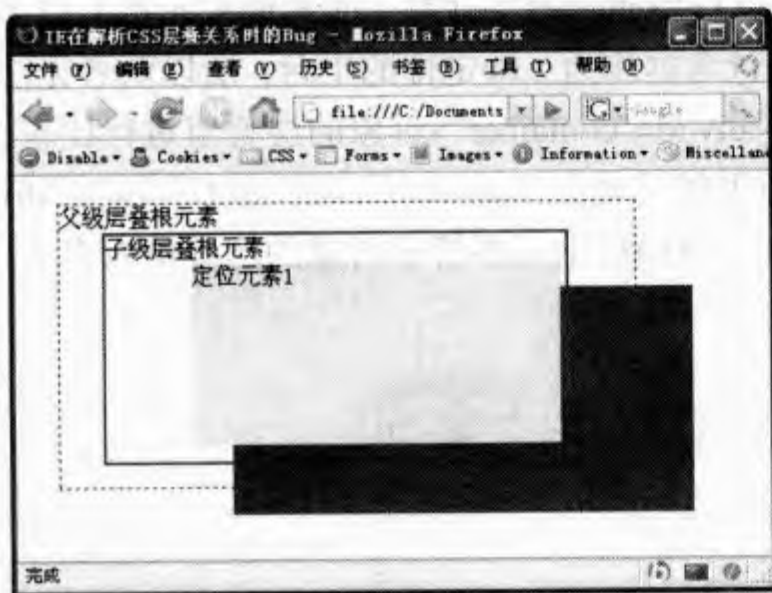 IE在解析CSS层叠关系时的Bug - Mozilla Firefox
文件 (F) 编辑 (E) 查看 (V) 历史 (S) 书签 (B) 工具 (T) 帮助 (H)
file:///C:/Documents Google
Disable Cookies CSS Forms Images Information Miscellan
父级层叠根元素
子级层叠根元素
定位元素1
完成